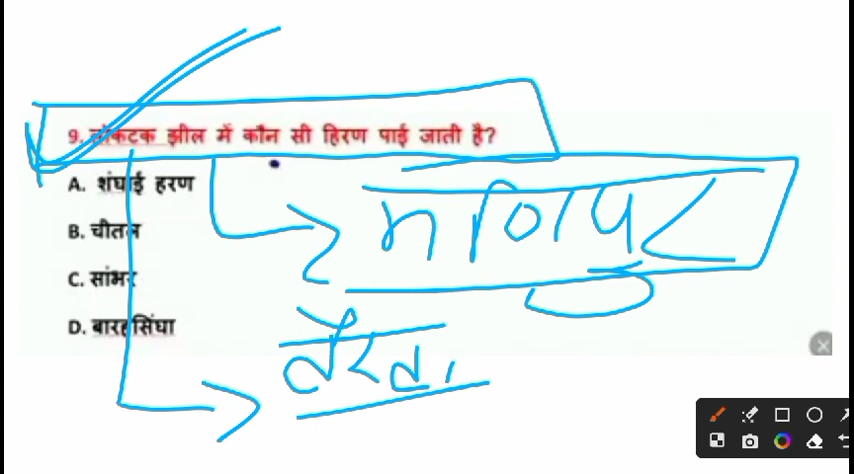 9. लोकटक झील में कौन सी हिरण पाई जाती है?
A. शंघाई हरण
B. चीतल
C. सांभर
D. बारहसिंघा
मणिपुर